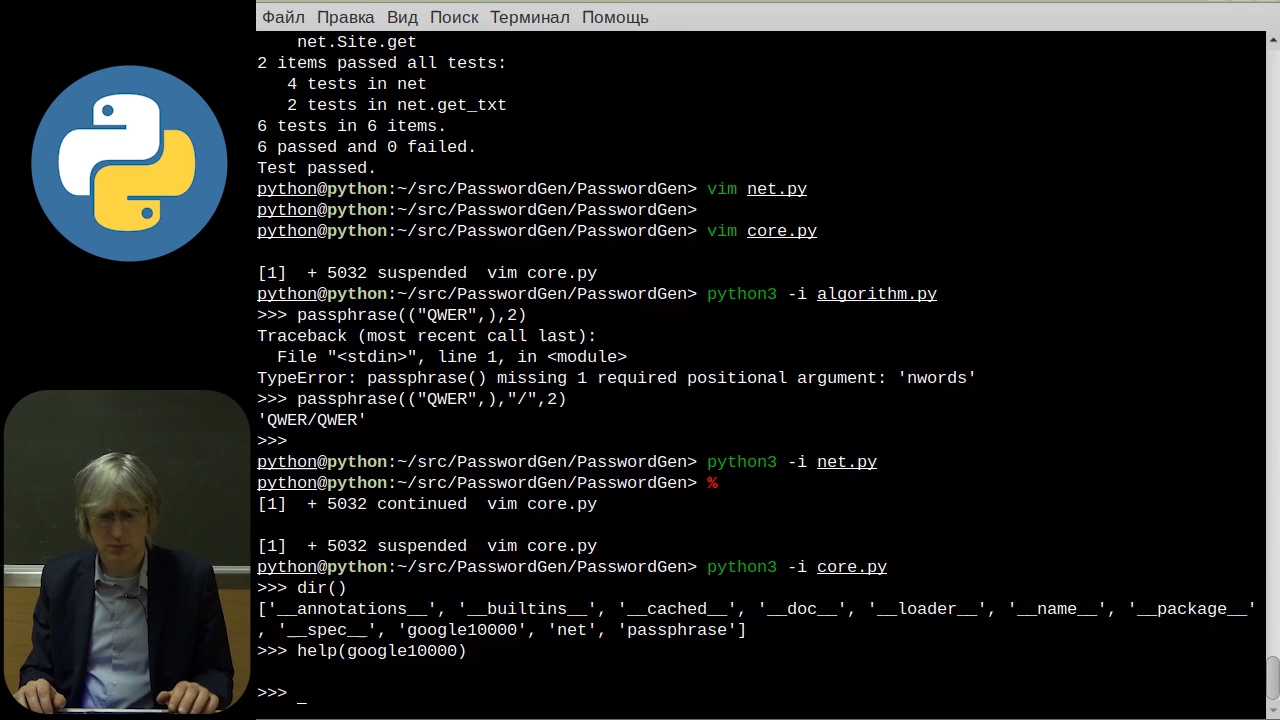 Файл Правка Вид Поиск Терминал Помощь
net.Site.get
2 items passed all tests:
4 tests in net
2 tests in net.get_txt
6 tests in 6 items.
6 passed and 0 failed.
Test passed.
python@python:~/src/PasswordGen/PasswordGen> vim net.py
python@python:~/src/PasswordGen/PasswordGen>
python@python:~/src/PasswordGen/PasswordGen> vim core.py
[1]  + 5032 suspended  vim core.py
python@python:~/src/PasswordGen/PasswordGen> python3 -i algorithm.py
>>> passphrase(("QWER",),2)
Traceback (most recent call last):
  File "<stdin>", line 1, in <module>
TypeError: passphrase() missing 1 required positional argument: 'nwords'
>>> passphrase(("QWER",),"/",2)
'QWER/QWER'
>>>
python@python:~/src/PasswordGen/PasswordGen> python3 -i net.py
python@python:~/src/PasswordGen/PasswordGen> %
[1]  + 5032 continued  vim core.py
[1]  + 5032 suspended  vim core.py
python@python:~/src/PasswordGen/PasswordGen> python3 -i core.py
>>> dir()
['__annotations__', '__builtins__', '__cached__', '__doc__', '__loader__', '__name__', '__package__'
, '__spec__', 'google10000', 'net', 'passphrase']
>>> help(google10000)
>>> _